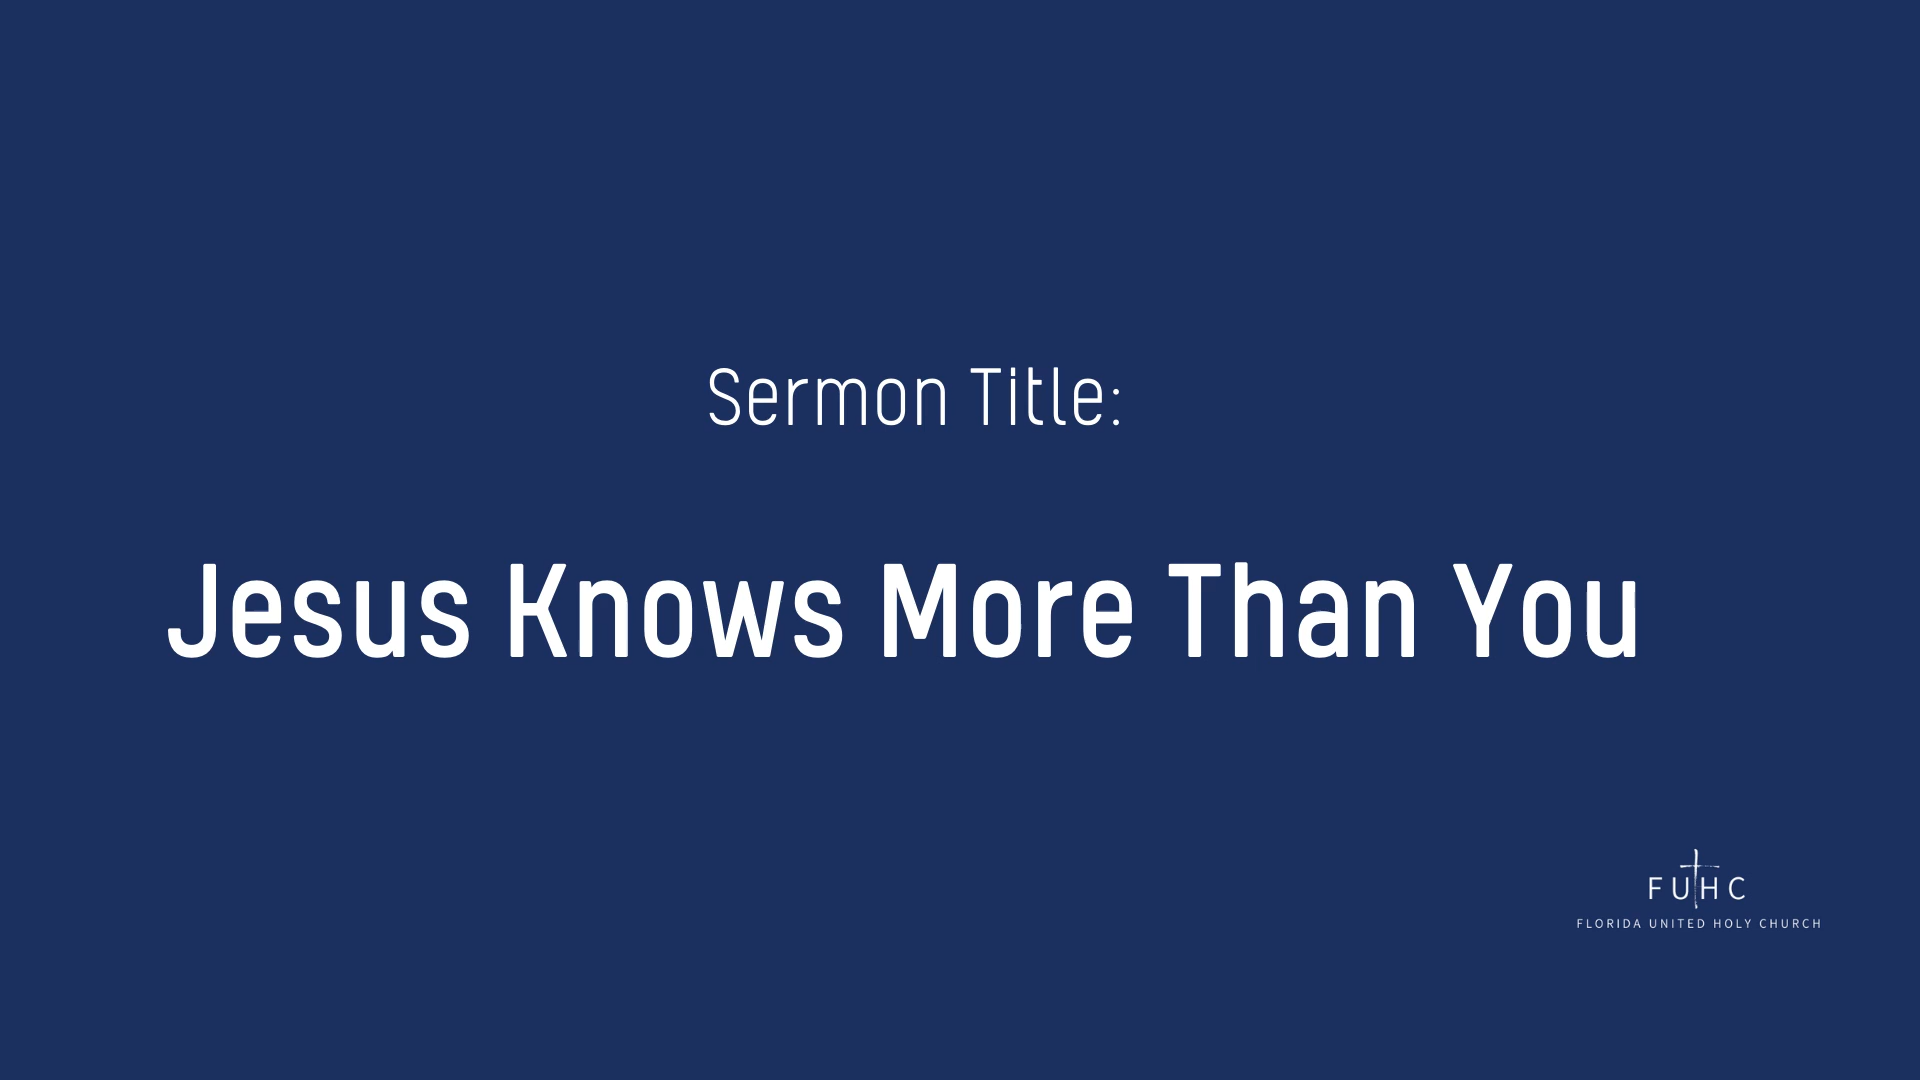 Sermon Title:
Jesus Knows More Than You
FUHC
FLORIDA UNITED HOLY CHURCH